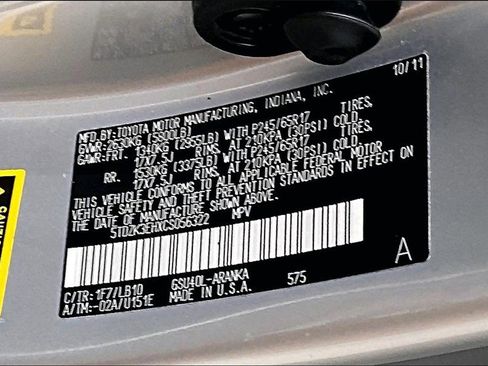 10/11
MFD.BY:TOYOTA MOTOR MANUFACTURING, INDIANA, INC.
GVWR:2630KG (5800LB)
GAWR:FRT. 1340KG (2955LB) WITH P245/65R17 TIRES,
17X7.5J RIMS, AT 210KPA (30PSI) COLD.
RR. 1530KG (3375LB) WITH P245/65R17 TIRES,
17X7.5J RIMS, AT 210KPA (30PSI) COLD.
THIS VEHICLE CONFORMS TO ALL APPLICABLE FEDERAL MOTOR
VEHICLE SAFETY AND THEFT PREVENTION STANDARDS IN EFFECT ON
THE DATE OF MANUFACTURE SHOWN ABOVE.
5TDZK3EHXCS056322 MPV
A
C/TR:1F7/LB10 GSU40L-ARANKA 575
A/TM:-02A/U151E MADE IN U.S.A.